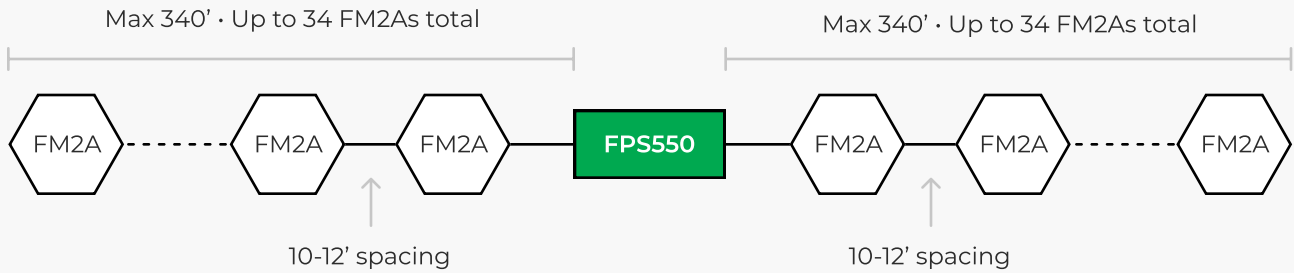 Max 340’ • Up to 34 FM2As total
Max 340’ • Up to 34 FM2As total
FM2A
FM2A
FM2A
FPS550
FM2A
FM2A
FM2A
10-12’ spacing
10-12’ spacing